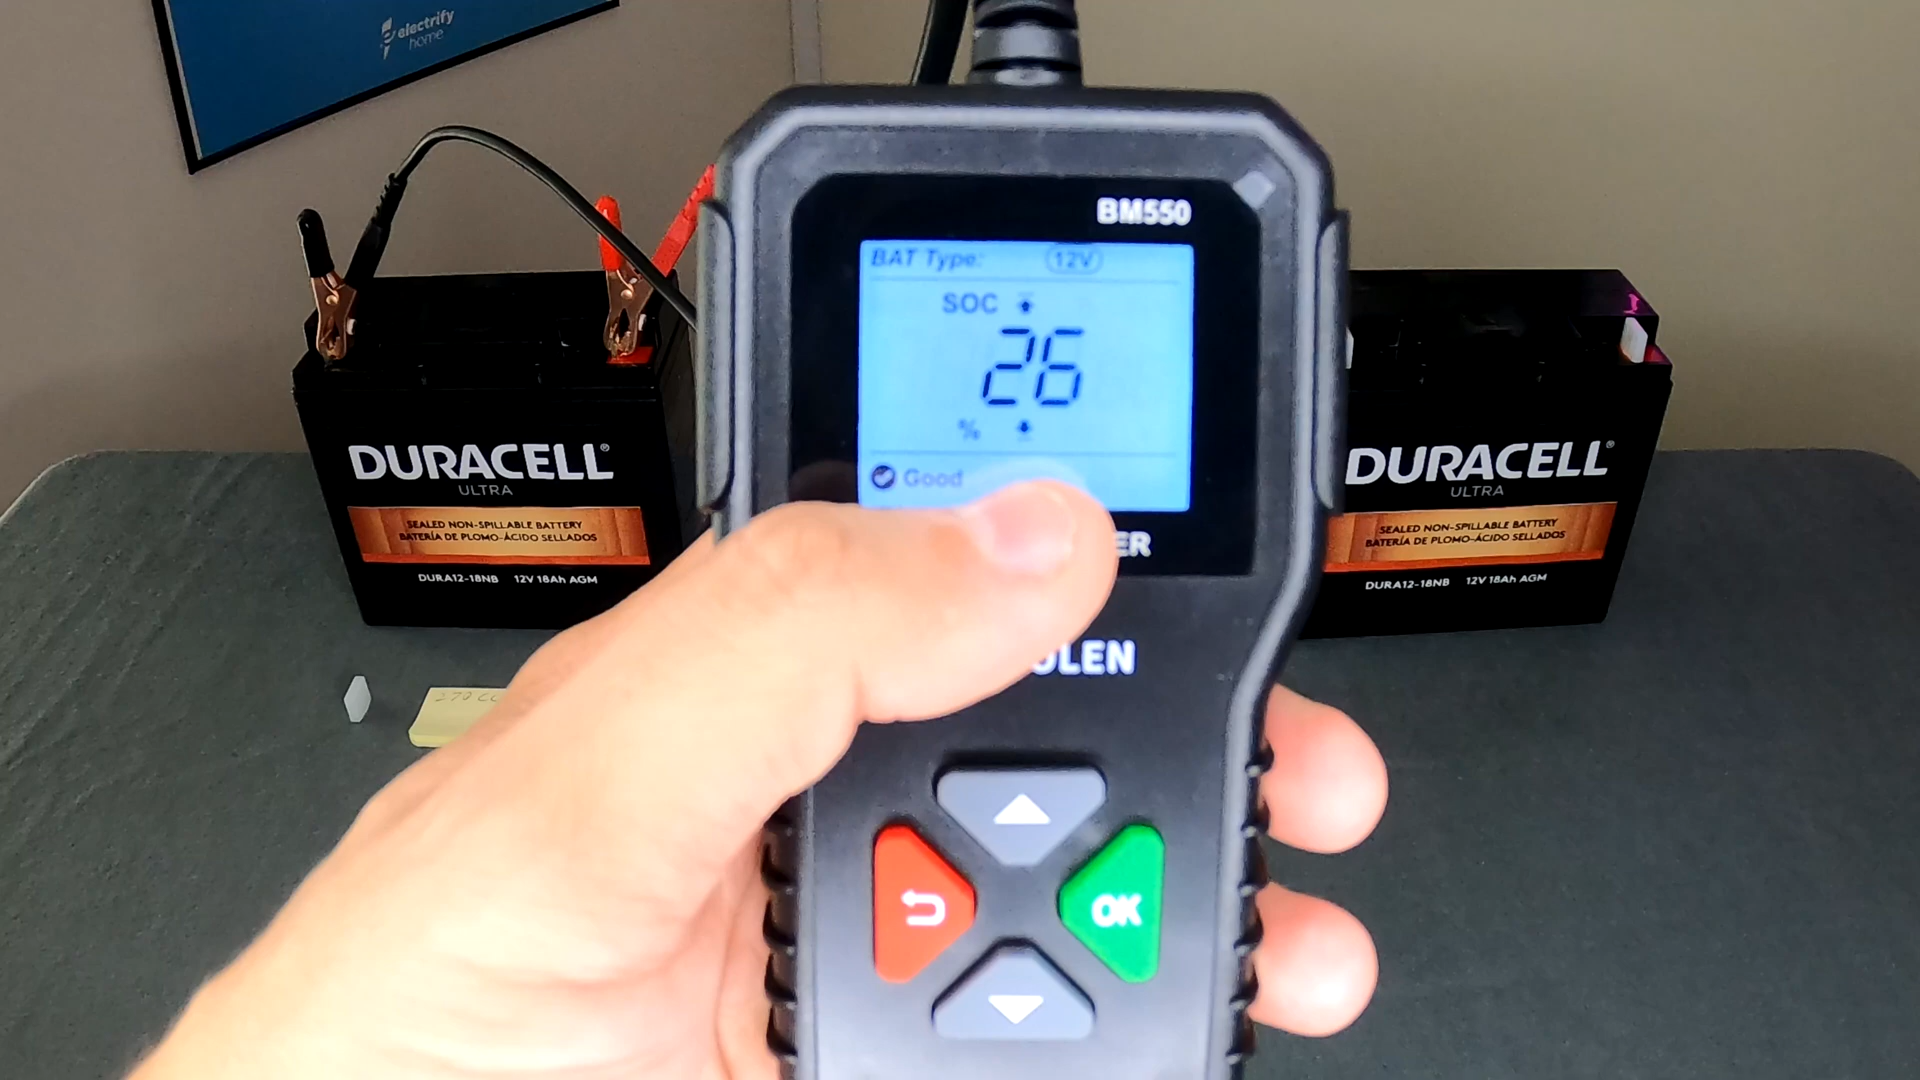 electrify
home
BM550
BAT Type: 12V
SOC
26
%
Good
ER
OLEN
OK
DURACELL®
ULTRA
SEALED NON-SPILLABLE BATTERY
BATERÍA DE PLOMO-ÁCIDO SELLADOS
DURA12-18NB 12V 18Ah AGM
DURACELL®
ULTRA
SEALED NON-SPILLABLE BATTERY
BATERÍA DE PLOMO-ÁCIDO SELLADOS
DURA12-18NB 12V 18Ah AGM
270